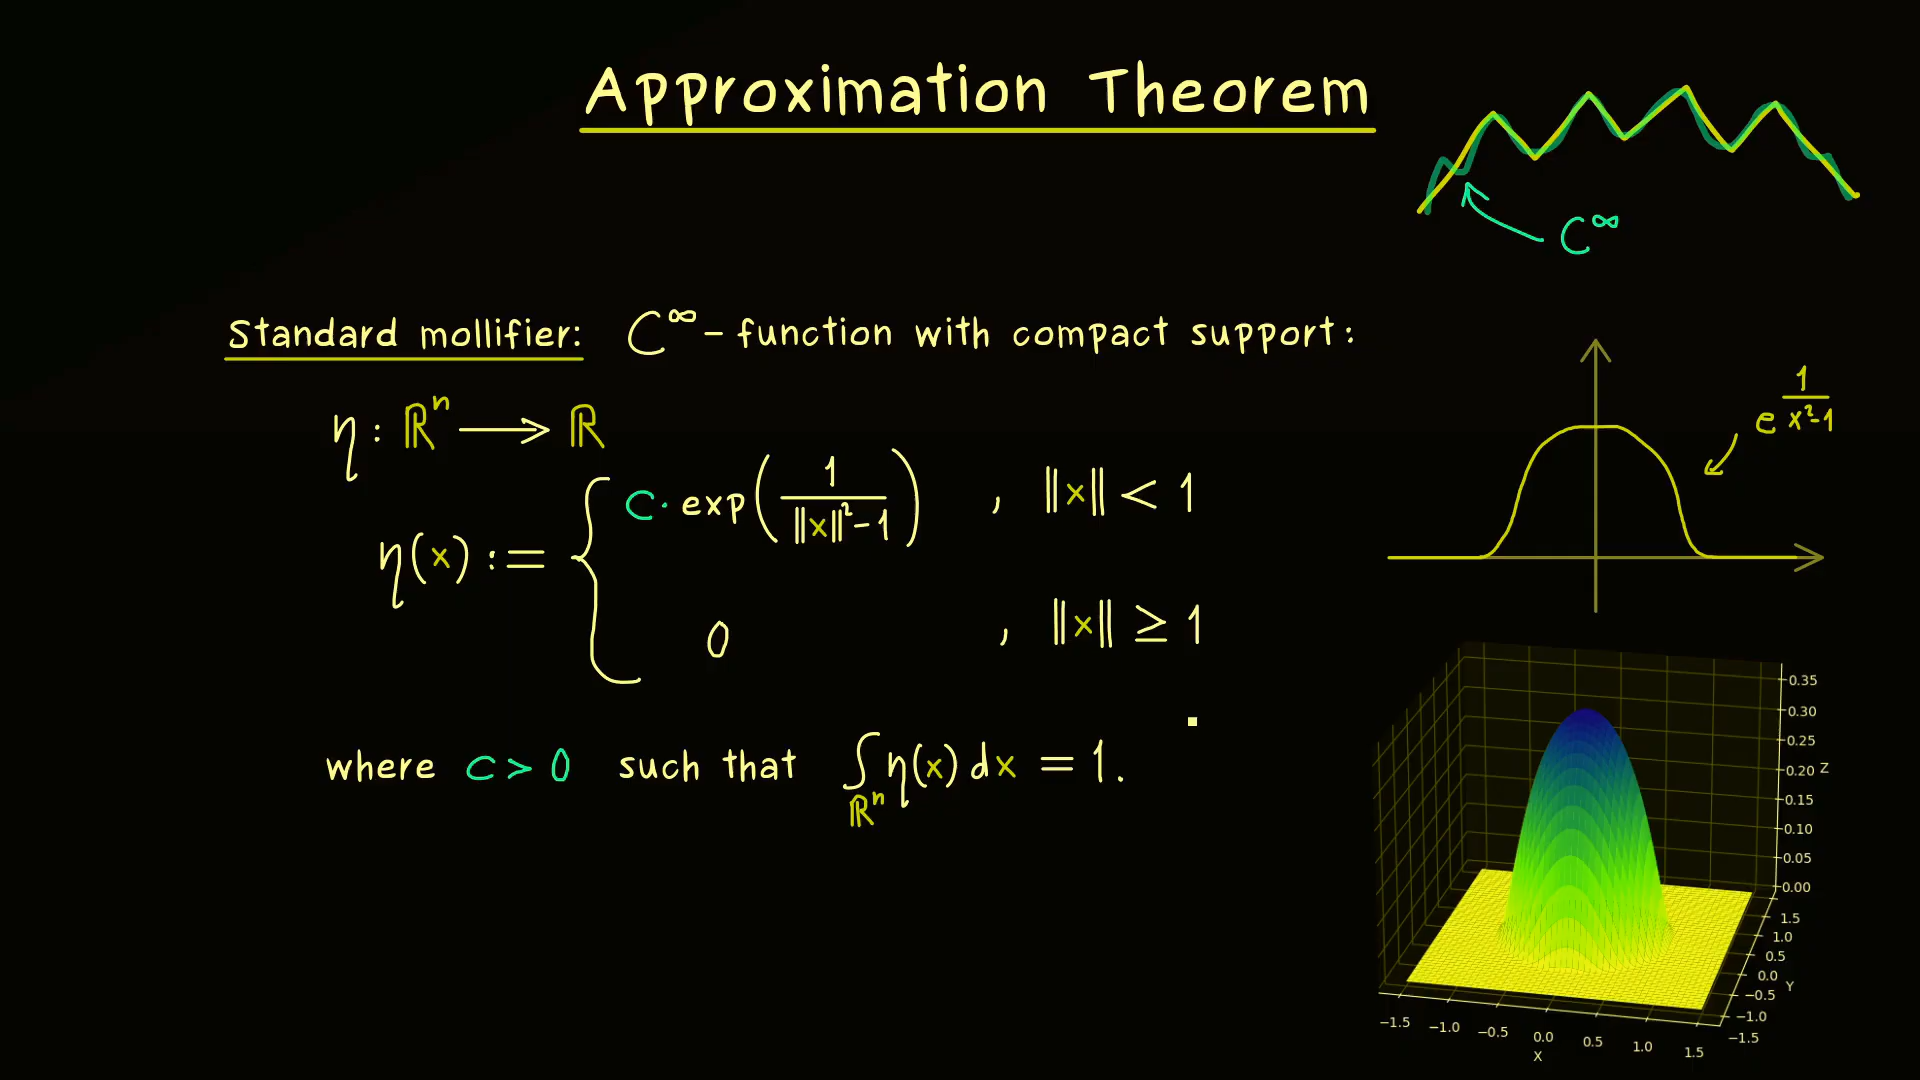 Approximation Theorem
C^∞
Standard mollifier: C^∞ - function with compact support:
η : ℝ^n ⟶ ℝ
e^(1/(x²-1))
η(x) := { c · exp(1/(‖x‖²-1)) , ‖x‖ < 1
0 , ‖x‖ ≥ 1
where c > 0 such that ∫_ℝ^n η(x) dx = 1.
0.35
0.30
0.25
0.20 Z
0.15
0.10
0.05
0.00
1.5
1.0
0.5
0.0
Y
−0.5
−1.0
−1.5
−1.5 −1.0 −0.5 0.0 0.5 1.0 1.5
X